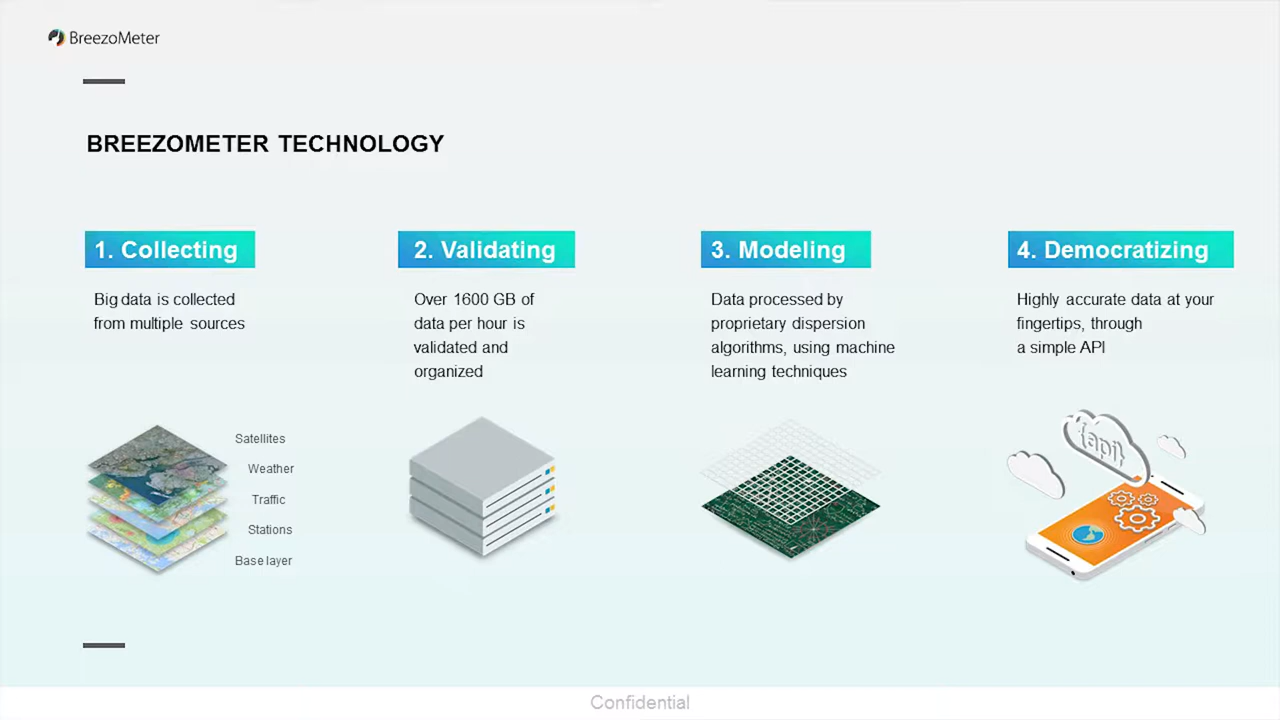 BreezoMeter
BREEZOMETER TECHNOLOGY
1. Collecting
Big data is collected
from multiple sources
Satellites
Weather
Traffic
Stations
Base layer
2. Validating
Over 1600 GB of
data per hour is
validated and
organized
3. Modeling
Data processed by
proprietary dispersion
algorithms, using machine
learning techniques
4. Democratizing
Highly accurate data at your
fingertips, through
a simple API
{api}
Confidential